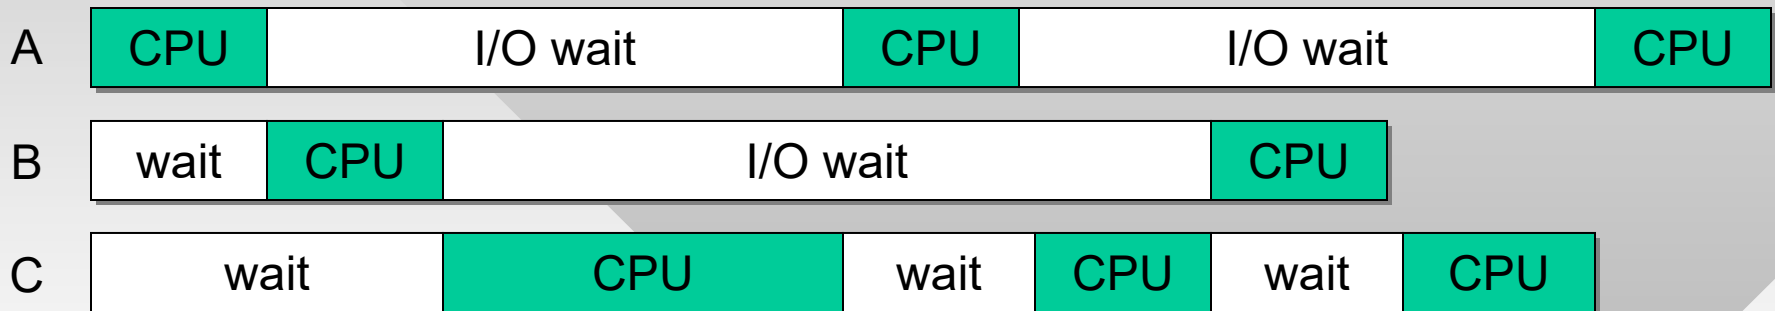 A CPU I/O wait CPU I/O wait CPU
B wait CPU I/O wait CPU
C wait CPU wait CPU wait CPU